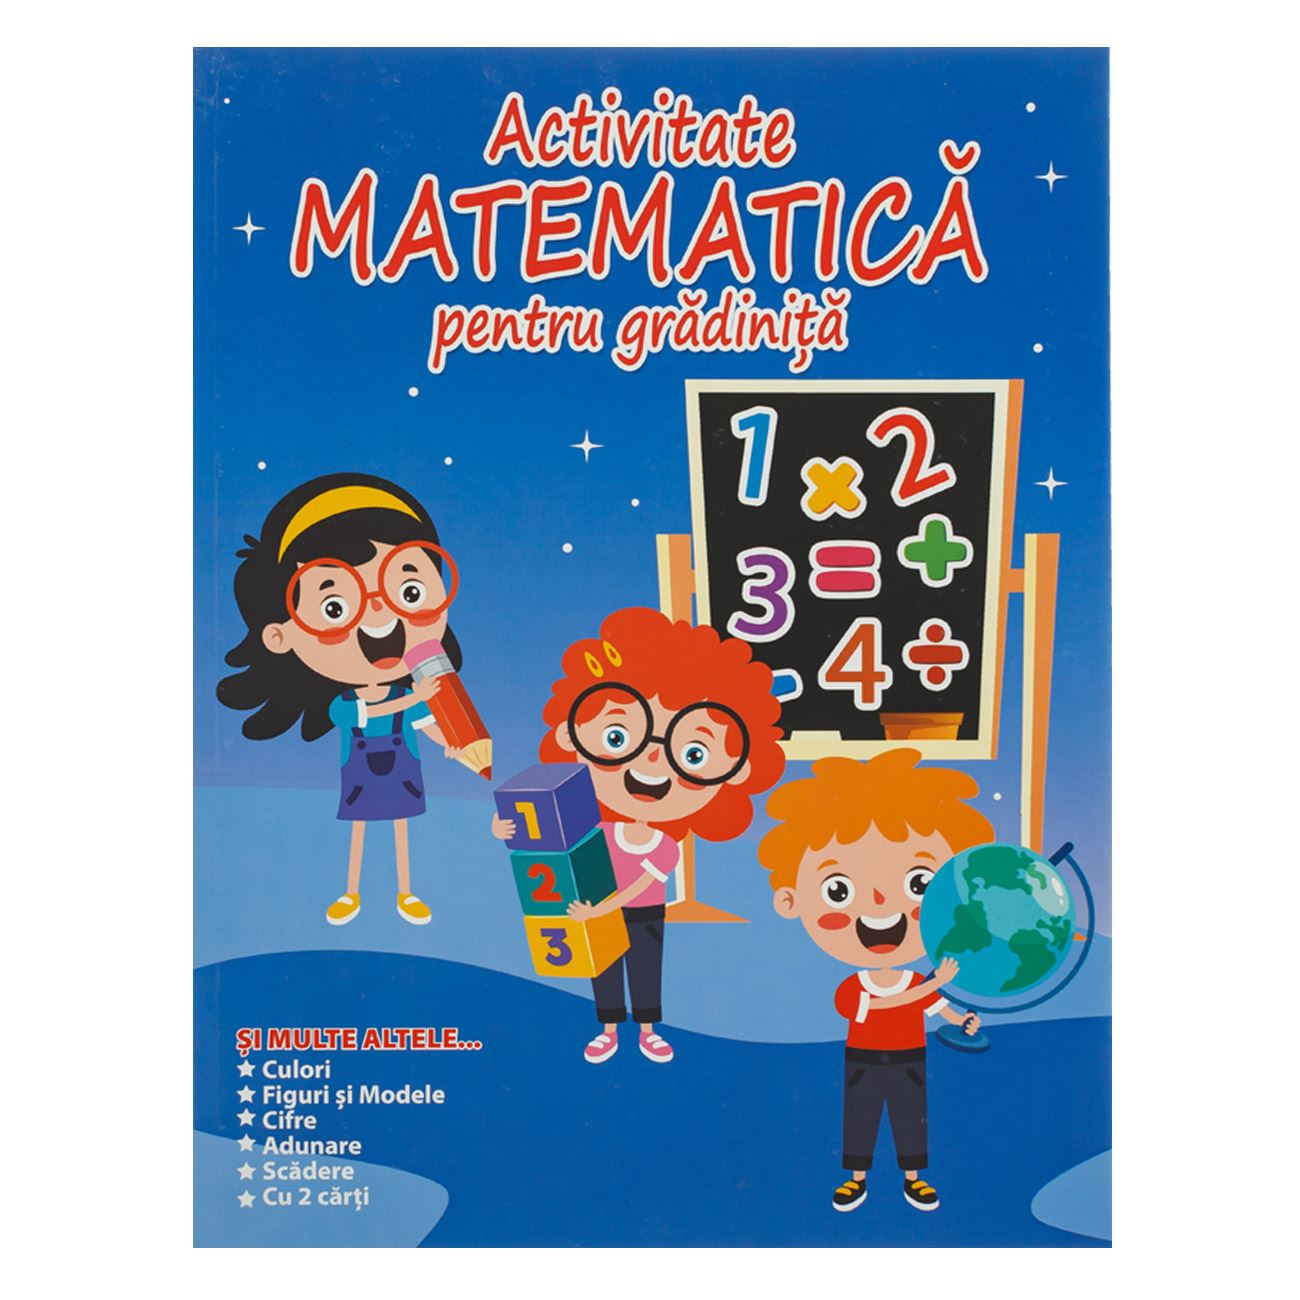 Activitate
MATEMATICĂ
pentru grădiniță
1 × 2
3 = +
- 4 ÷
1
2
3
ȘI MULTE ALTELE...
Culori
Figuri și Modele
Cifre
Adunare
Scădere
Cu 2 cărți